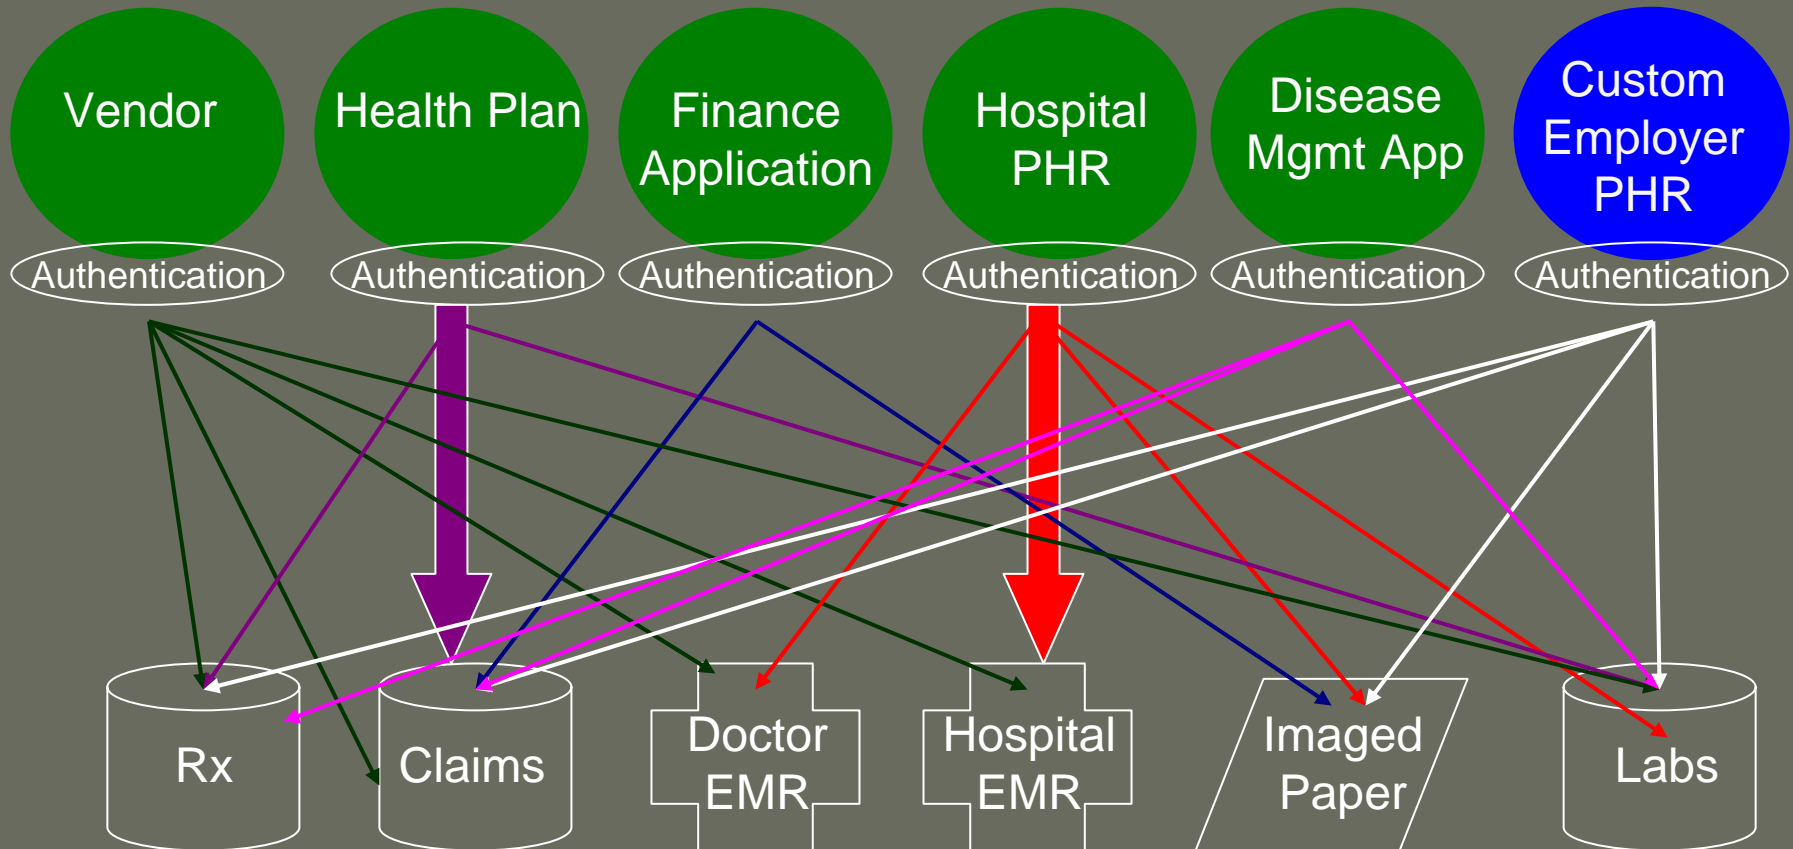 Vendor
Health Plan
Finance
Application
Hospital
PHR
Disease
Mgmt App
Custom
Employer
PHR
Authentication
Authentication
Authentication
Authentication
Authentication
Authentication
Rx
Claims
Doctor
EMR
Hospital
EMR
Imaged
Paper
Labs